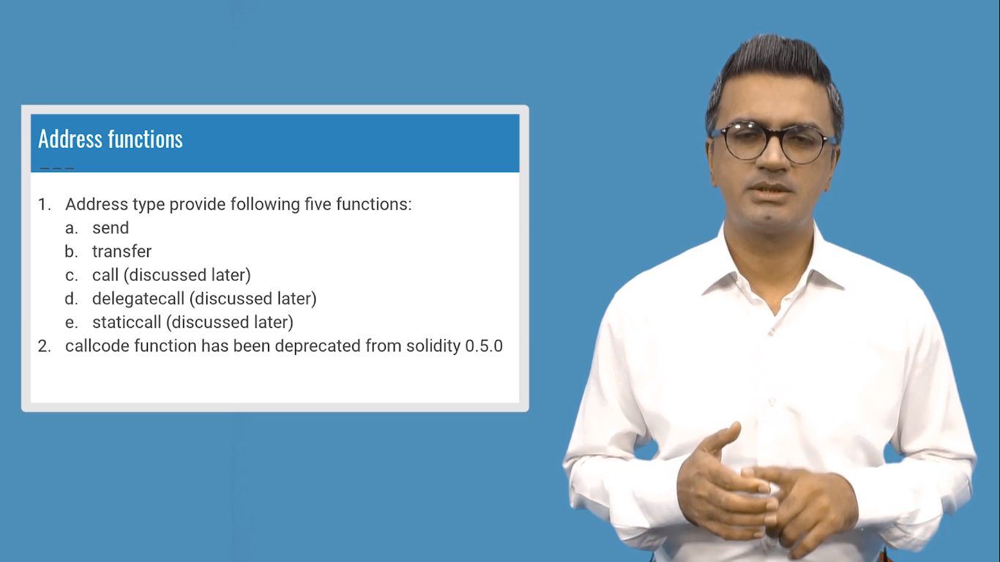 Address functions
1. Address type provide following five functions:
a. send
b. transfer
c. call (discussed later)
d. delegatecall (discussed later)
e. staticcall (discussed later)
2. callcode function has been deprecated from solidity 0.5.0